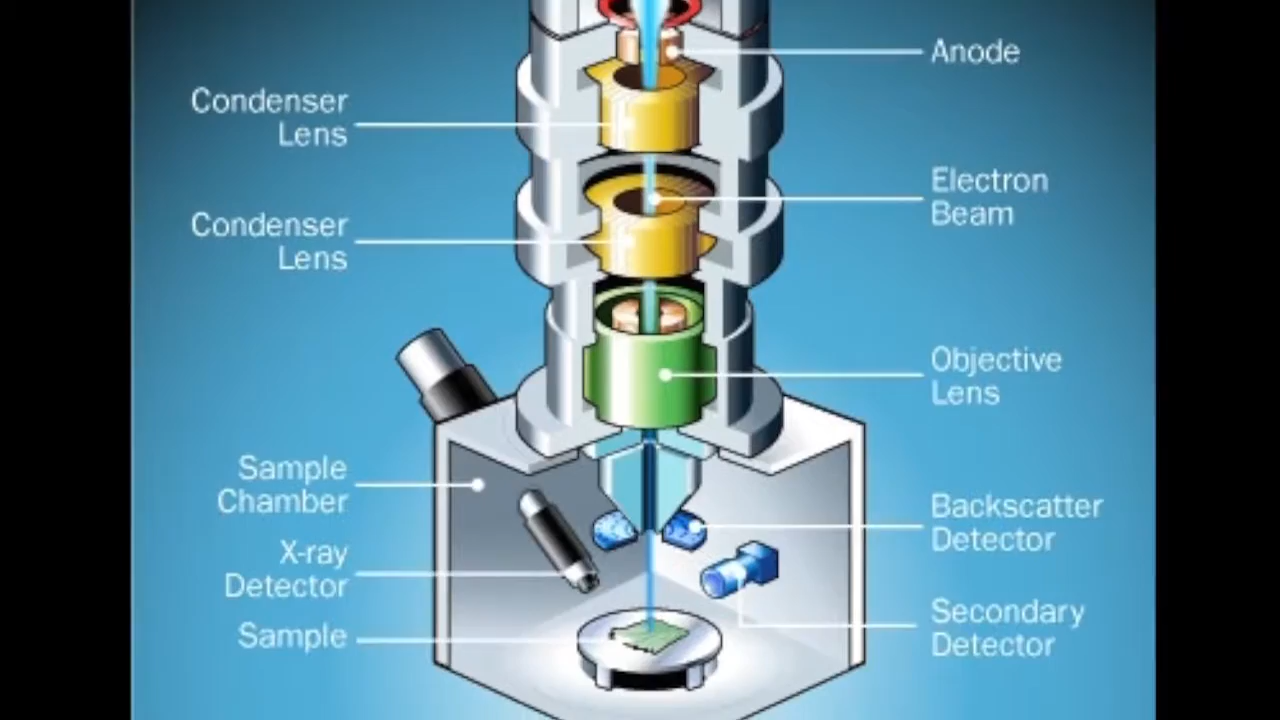 Anode
Condenser
Lens
Electron
Beam
Condenser
Lens
Objective
Lens
Sample
Chamber
Backscatter
Detector
X-ray
Detector
Secondary
Detector
Sample